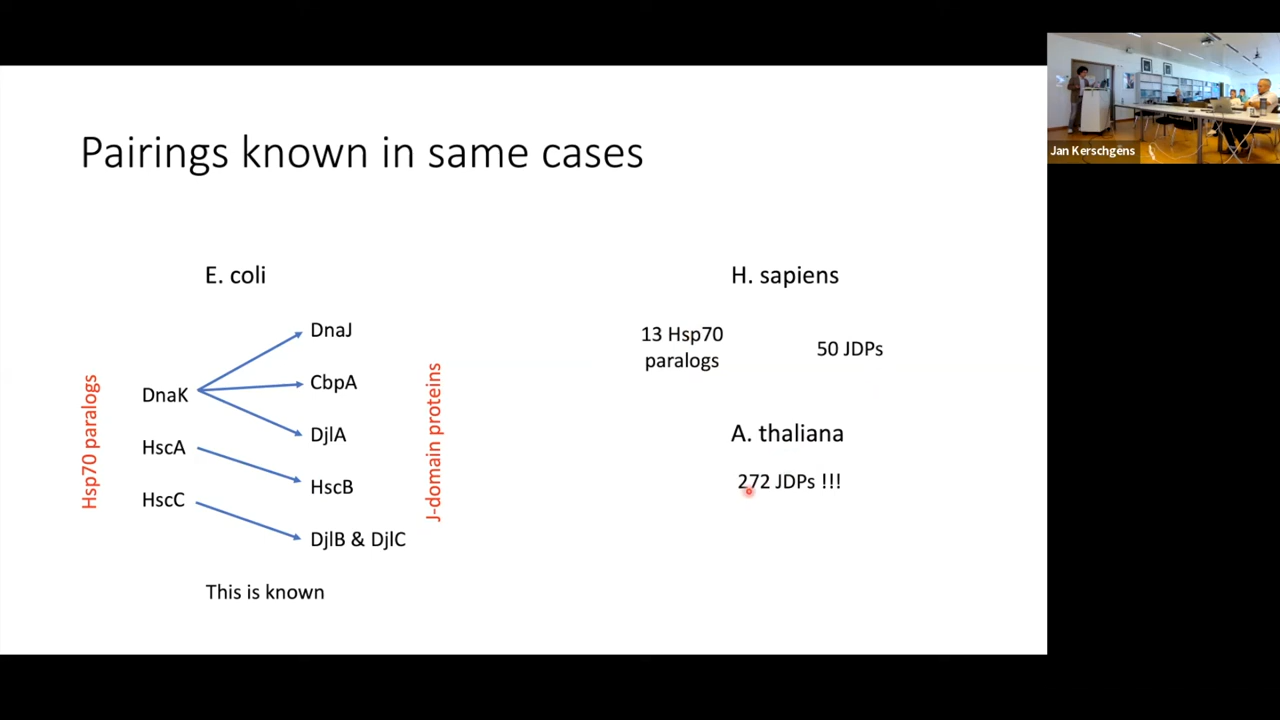 Pairings known in same cases
E. coli
Hsp70 paralogs
DnaK
HscA
HscC
DnaJ
CbpA
DjlA
HscB
DjlB & DjlC
J-domain proteins
This is known
H. sapiens
13 Hsp70
paralogs
50 JDPs
A. thaliana
272 JDPs !!!
Jan Kerschgens